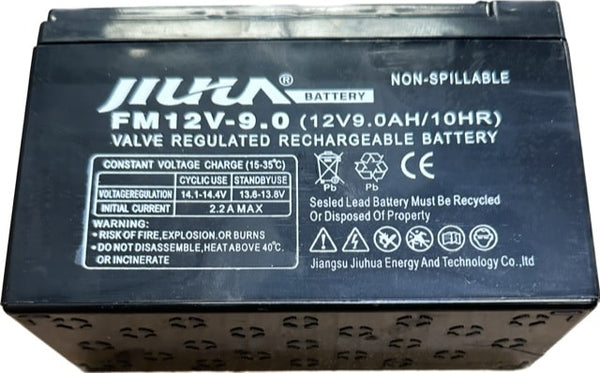 JIUHUA® BATTERY
NON-SPILLABLE
FM12V-9.0 (12V9.0AH/10HR)
VALVE REGULATED RECHARGEABLE BATTERY
CONSTANT VOLTAGE CHARGE (15-35℃)
CYCLIC USE STANDBYUSE
VOLTAGEREGULATION 14.1-14.4V 13.6-13.8V
INITIAL CURRENT 2.2A MAX
WARNING:
• RISK OF FIRE,EXPLOSION,OR BURNS
• DO NOT DISASSEMBLE,HEAT ABOVE 40℃.
OR INCINERATE
Pb Pb CE
Sesled Lead Battery Must Be Recycled
Or Disposed Of Property
Jiangsu Jiuhua Energy And Technology Co.,ltd